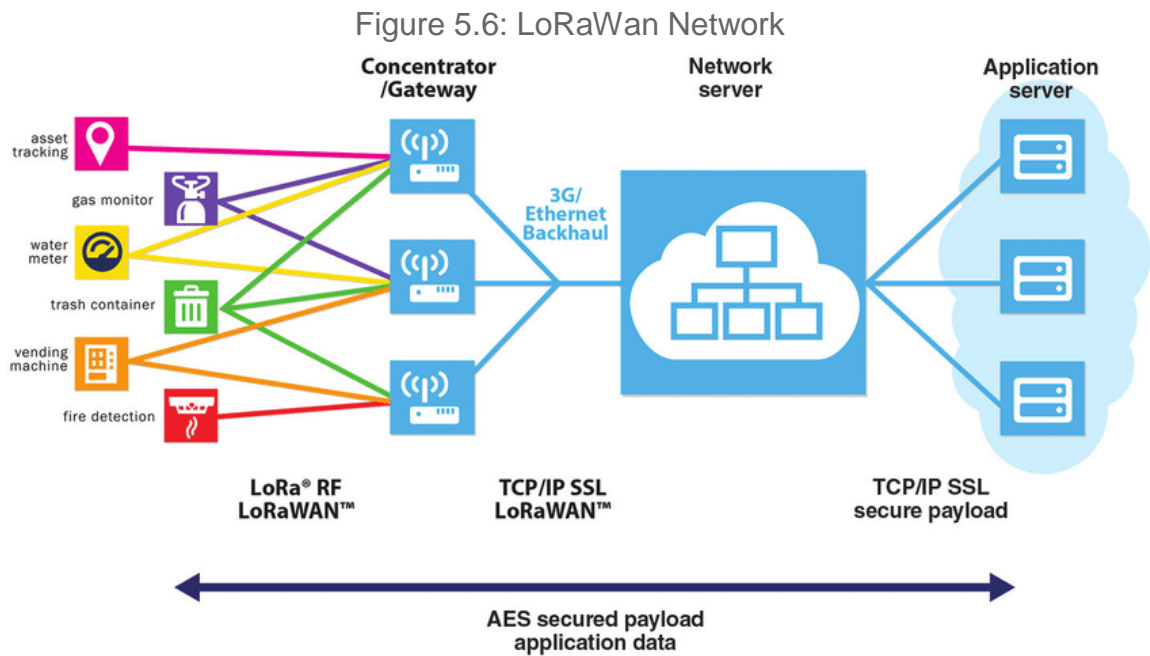 Figure 5.6: LoRaWan Network
Concentrator
/Gateway
Network
server
Application
server
asset
tracking
gas monitor
water
meter
trash container
vending
machine
fire detection
3G/
Ethernet
Backhaul
LoRa® RF
LoRaWAN™
TCP/IP SSL
LoRaWAN™
TCP/IP SSL
secure payload
AES secured payload
application data